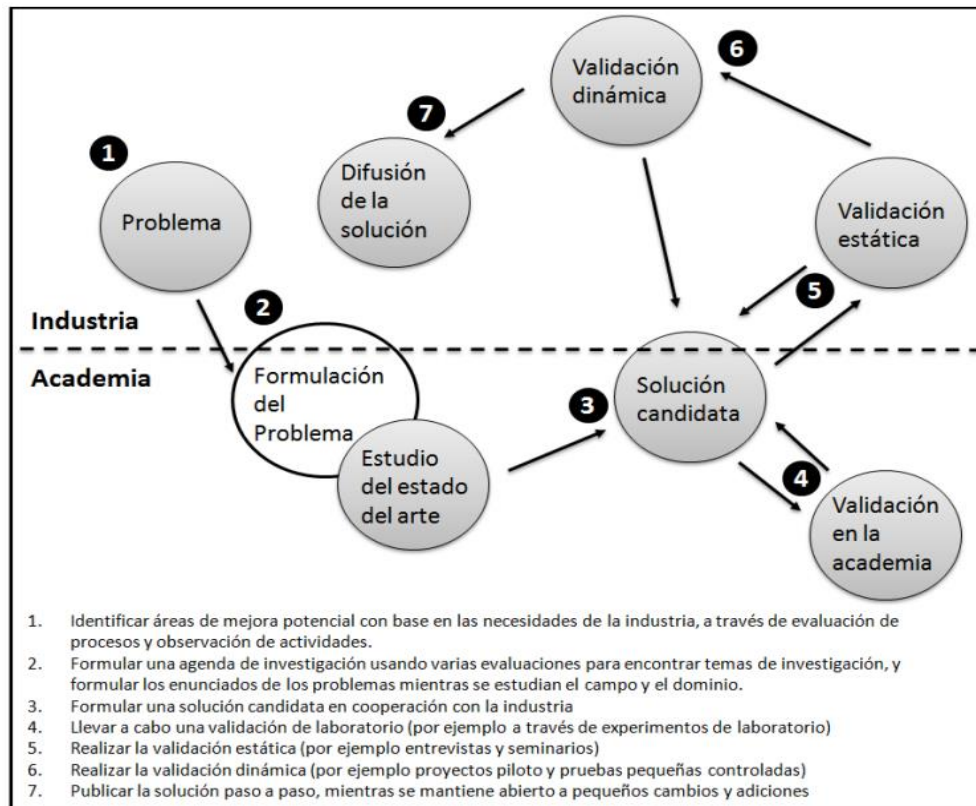 6
Validación
dinámica
7
1
Difusión
de la
solución
Problema
Validación
estática
5
2
Industria
Academia
Formulación
del
Problema
3
Solución
candidata
Estudio
del estado
del arte
4
Validación
en la
academia
1. Identificar áreas de mejora potencial con base en las necesidades de la industria, a través de evaluación de
procesos y observación de actividades.
2. Formular una agenda de investigación usando varias evaluaciones para encontrar temas de investigación, y
formular los enunciados de los problemas mientras se estudian el campo y el dominio.
3. Formular una solución candidata en cooperación con la industria
4. Llevar a cabo una validación de laboratorio (por ejemplo a través de experimentos de laboratorio)
5. Realizar la validación estática (por ejemplo entrevistas y seminarios)
6. Realizar la validación dinámica (por ejemplo proyectos piloto y pruebas pequeñas controladas)
7. Publicar la solución paso a paso, mientras se mantiene abierto a pequeños cambios y adiciones